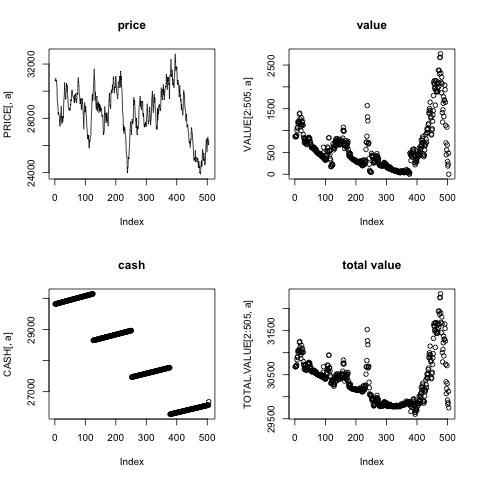 price
value
PRICE[, a]
24000
28000
32000
0 100 200 300 400 500
Index
VALUE[2:505, a]
0 500 1500 2500
0 100 200 300 400 500
Index
cash
total value
CASH[, a]
27000 29000
0 100 200 300 400 500
Index
TOTAL.VALUE[2:505, a]
29500 30500 31500
0 100 200 300 400 500
Index